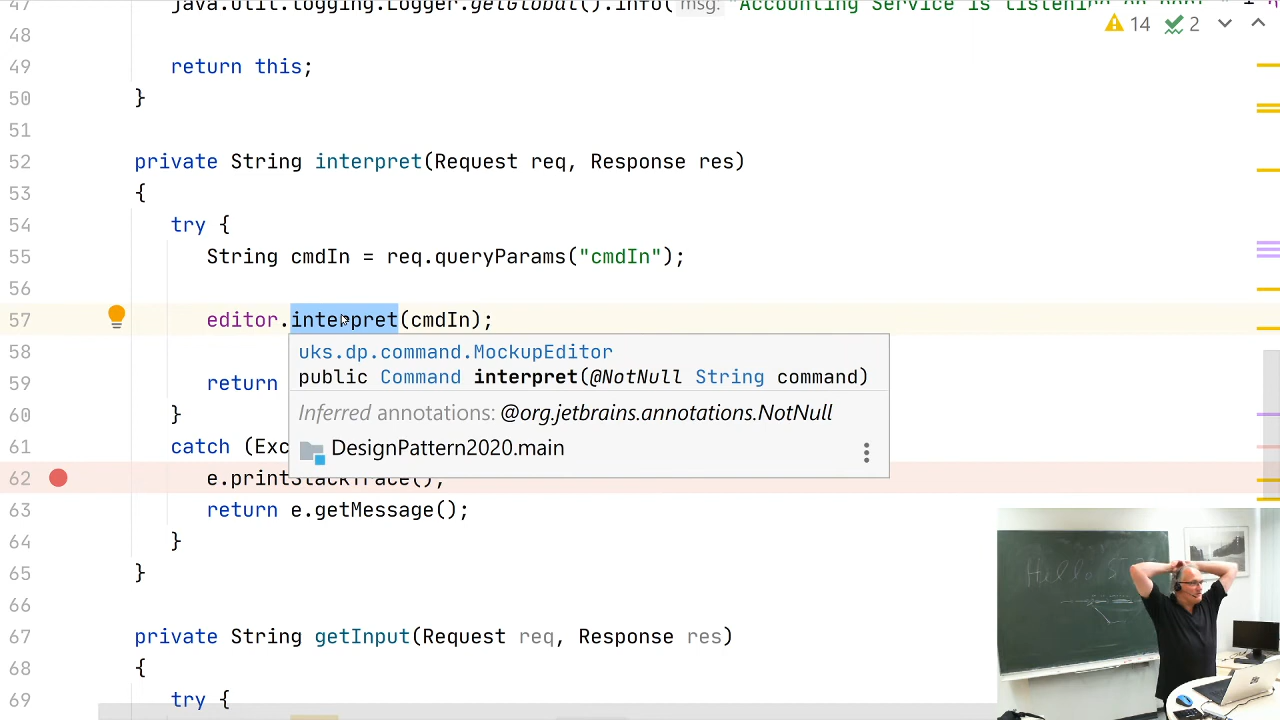 47 java.util.logging.Logger.getGlobal().info( msg: "Accounting Service is listening on port " +
14 2
48
49 return this;
50 }
51
52 private String interpret(Request req, Response res)
53 {
54 try {
55 String cmdIn = req.queryParams("cmdIn");
56
57 editor.interpret(cmdIn);
58
uks.dp.command.MockupEditor
public Command interpret(@NotNull String command)
Inferred annotations: @org.jetbrains.annotations.NotNull
DesignPattern2020.main
59 return
60 }
61 catch (Exc
62 e.printStackTrace();
63 return e.getMessage();
64 }
65 }
66
67 private String getInput(Request req, Response res)
68 {
69 try {
Hello